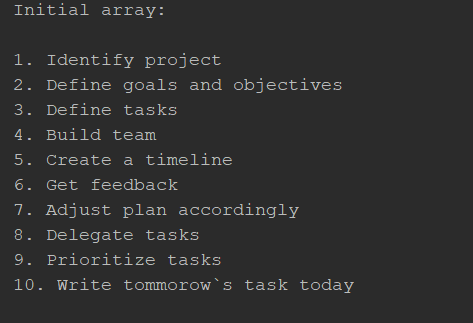 Initial array:
1. Identify project
2. Define goals and objectives
3. Define tasks
4. Build team
5. Create a timeline
6. Get feedback
7. Adjust plan accordingly
8. Delegate tasks
9. Prioritize tasks
10. Write tommorow`s task today